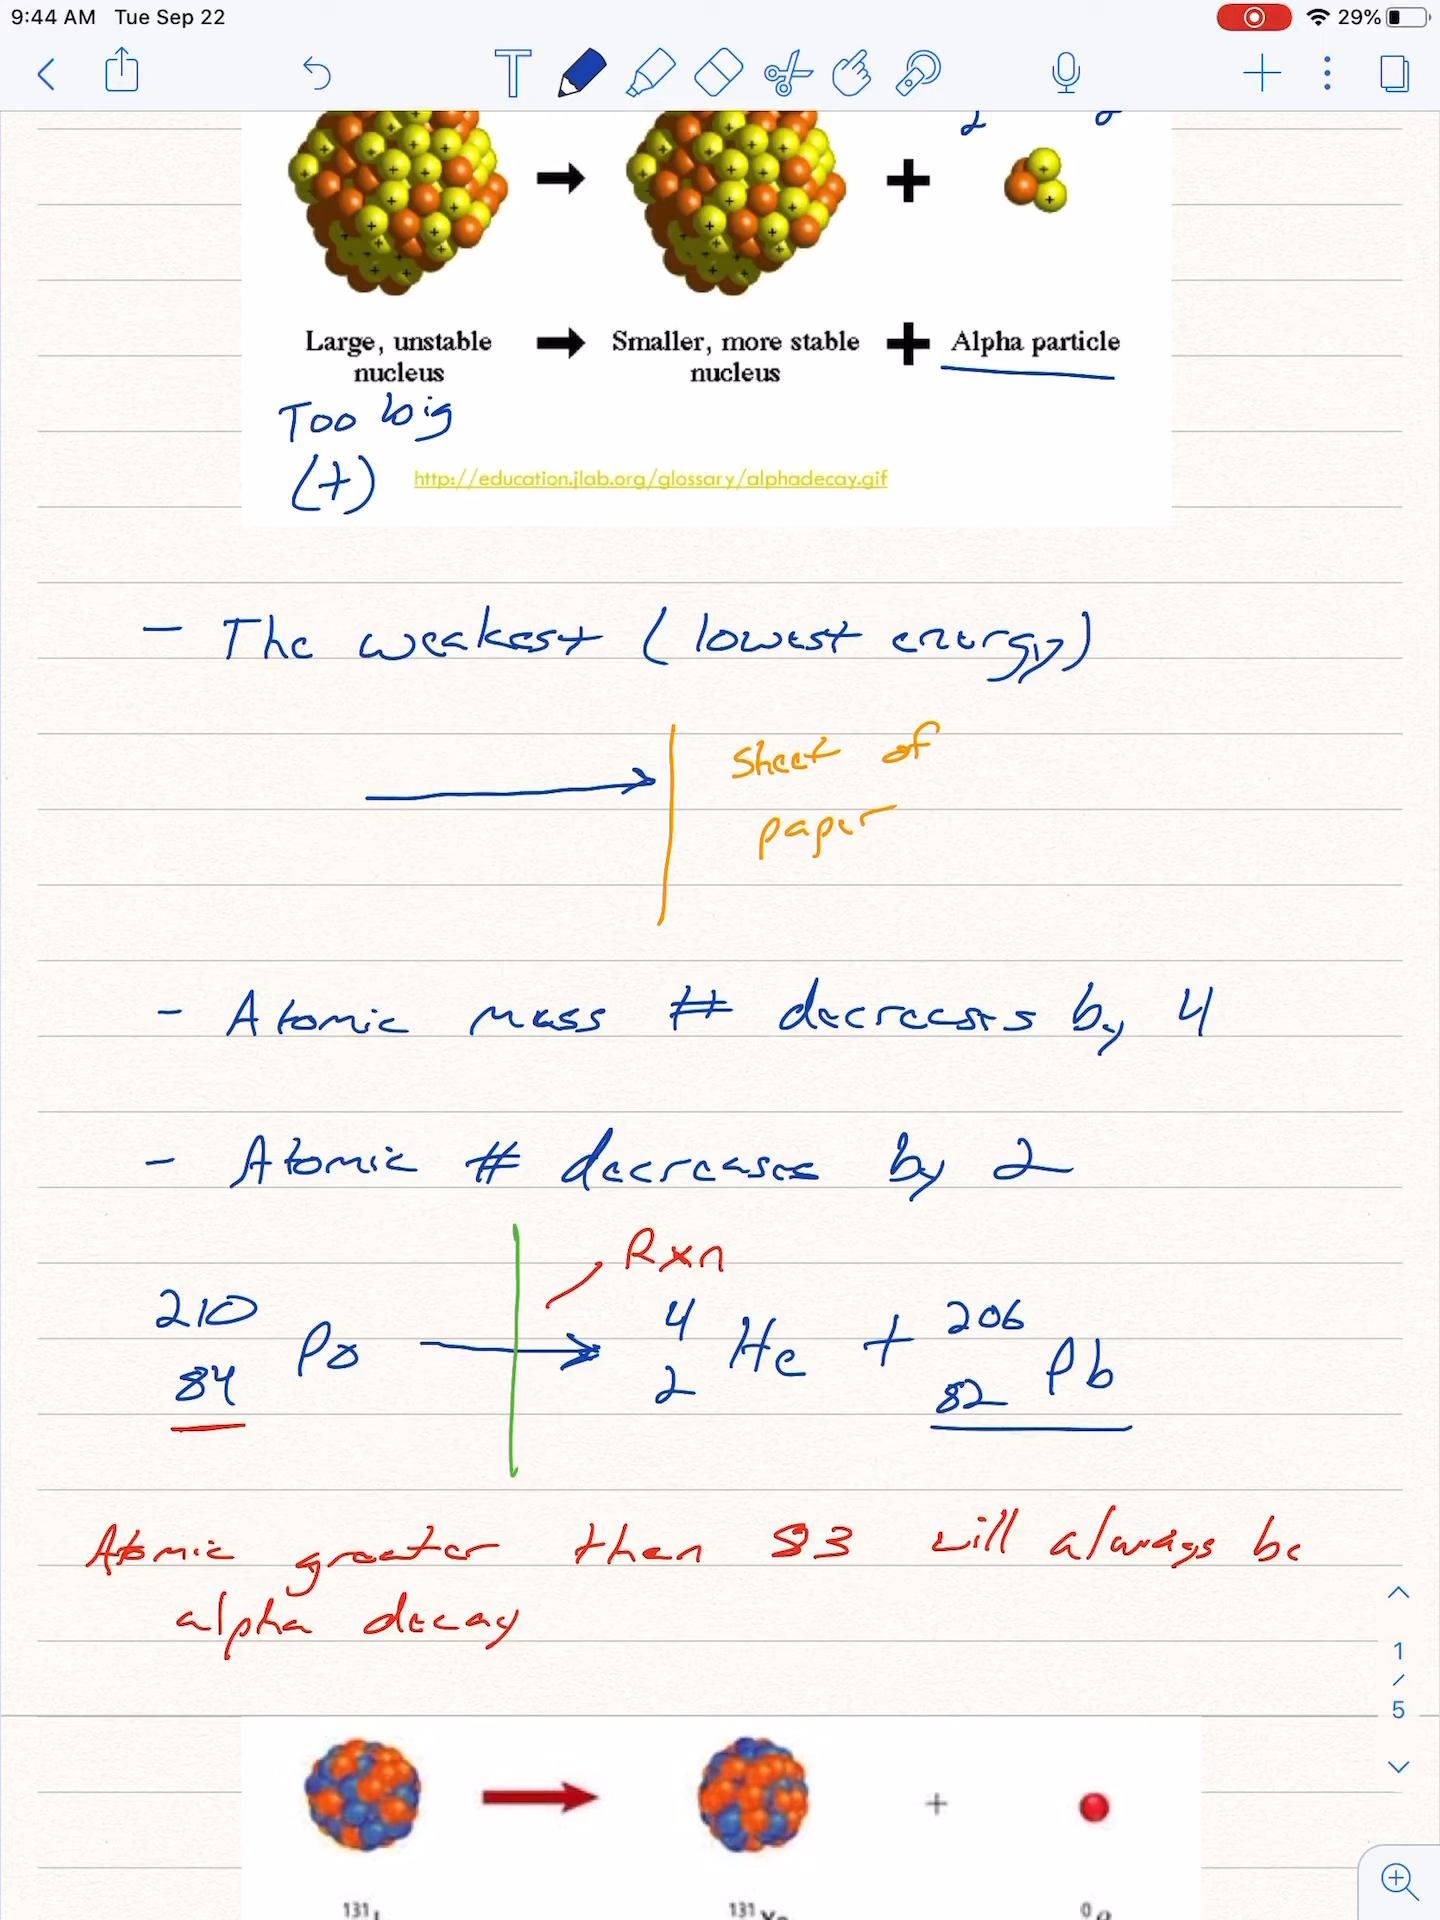 9:44 AM Tue Sep 22
29%
T
Large, unstable nucleus → Smaller, more stable nucleus + Alpha particle
Too big
(+)
http://education.jlab.org/glossary/alphadecay.gif
- The weakest (lowest energy)
sheet of
paper
- Atomic mass # decreases by 4
- Atomic # decreases by 2
Rxn
210 84 Po → 4 2 He + 206 82 Pb
Atomic greater then 83 will always be
alpha decay
1
/
5
+
131 131 0